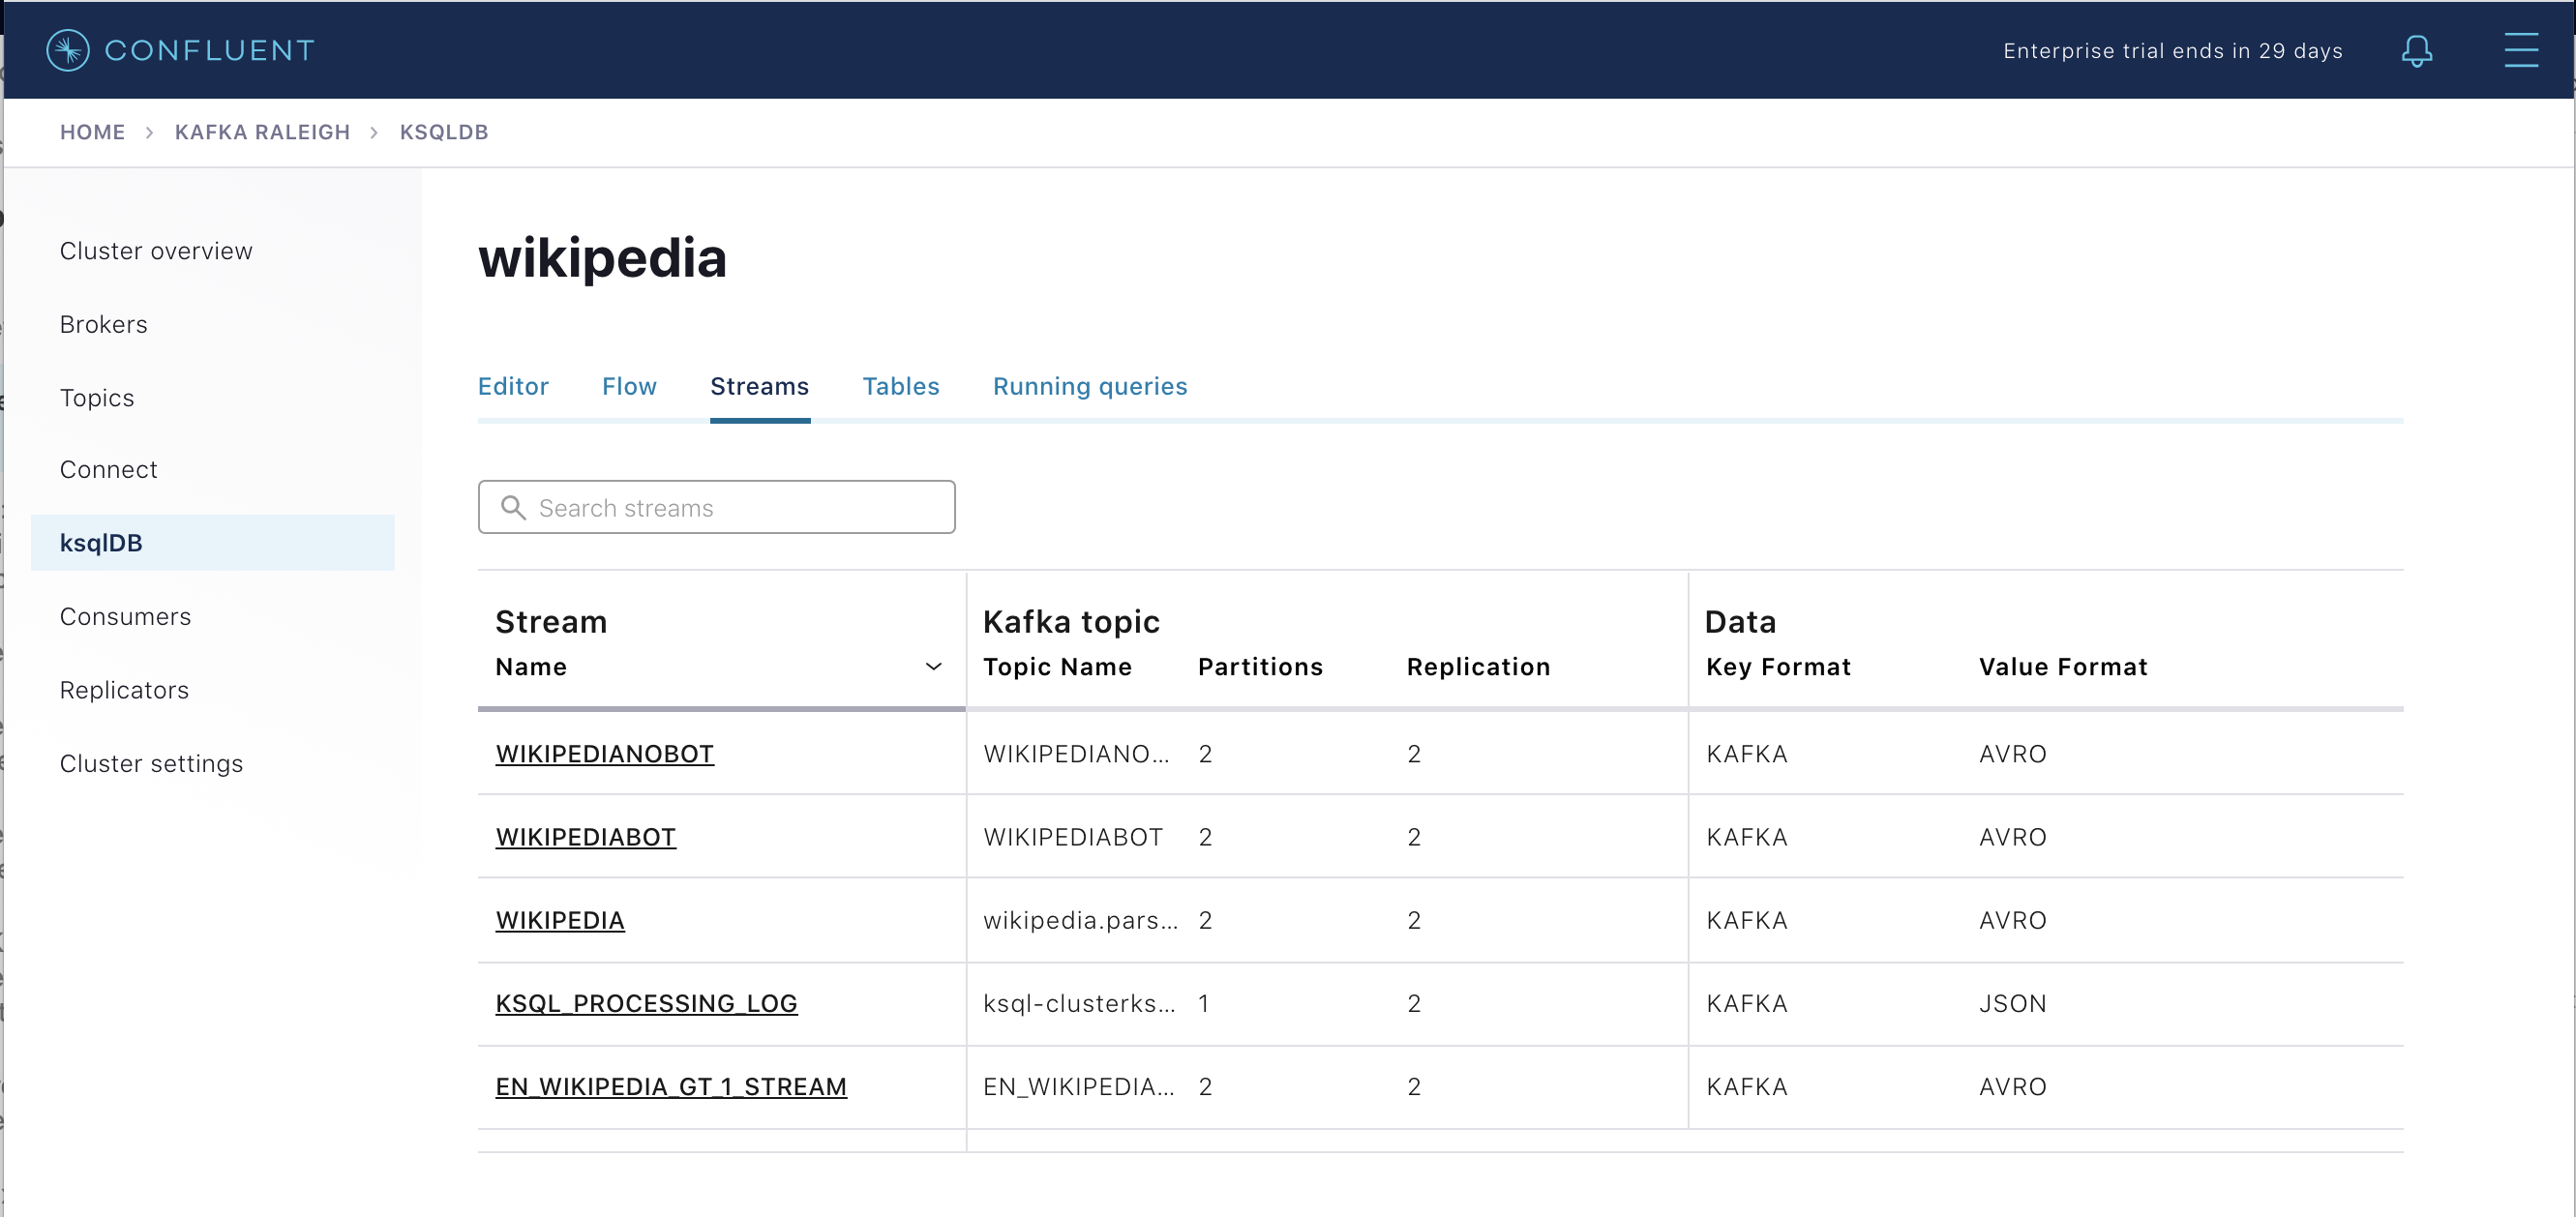 CONFLUENT
Enterprise trial ends in 29 days
HOME > KAFKA RALEIGH > KSQLDB
Cluster overview
Brokers
Topics
Connect
ksqlDB
Consumers
Replicators
Cluster settings
wikipedia
Editor Flow Streams Tables Running queries
Search streams
Stream Kafka topic Data
Name Topic Name Partitions Replication Key Format Value Format
WIKIPEDIANOBOT WIKIPEDIANO... 2 2 KAFKA AVRO
WIKIPEDIABOT WIKIPEDIABOT 2 2 KAFKA AVRO
WIKIPEDIA wikipedia.pars... 2 2 KAFKA AVRO
KSQL_PROCESSING_LOG ksql-clusterks... 1 2 KAFKA JSON
EN_WIKIPEDIA_GT_1_STREAM EN_WIKIPEDIA... 2 2 KAFKA AVRO